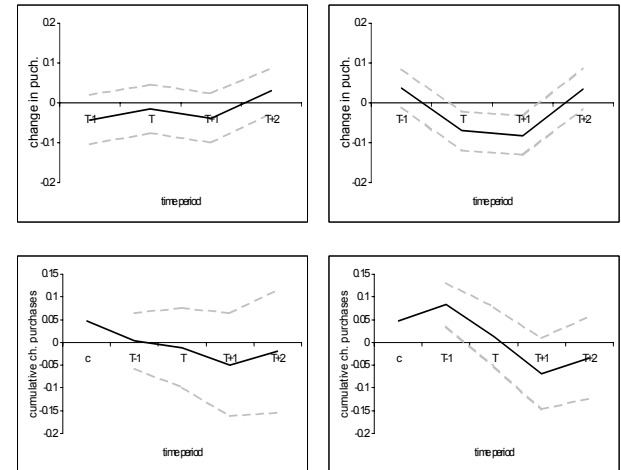 change in puch.
0.2
0.1
0
-0.1
-0.2
T-1 T T+1 T+2
time period
change in puch.
0.2
0.1
0
-0.1
-0.2
T-1 T T+1 T+2
time period
cumulative ch. purchases
0.15
0.1
0.05
0
-0.05
-0.1
-0.15
-0.2
c T-1 T T+1 T+2
time period
cumulative ch. purchases
0.15
0.1
0.05
0
-0.05
-0.1
-0.15
-0.2
c T-1 T T+1 T+2
time period